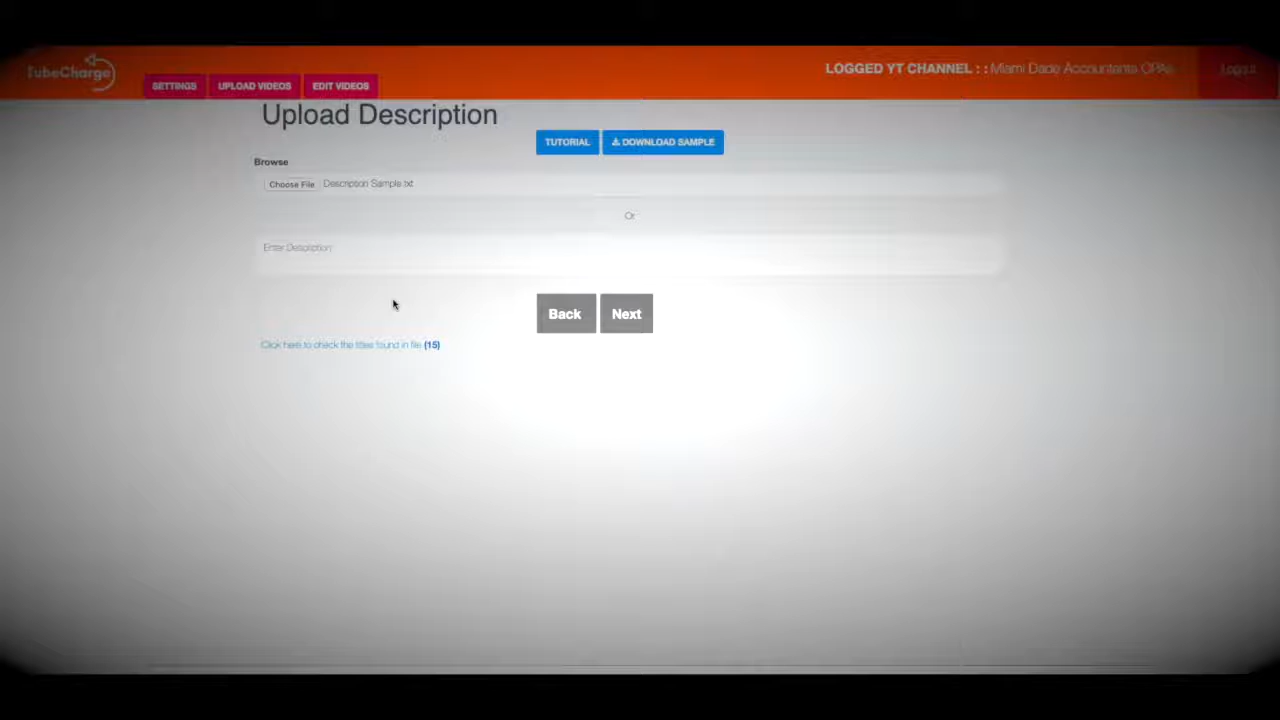 TubeCharge
SETTINGS
UPLOAD VIDEOS
EDIT VIDEOS
LOGGED YT CHANNEL : : Miami Dade Accountants CPAs
Logout
Upload Description
TUTORIAL
DOWNLOAD SAMPLE
Browse
Choose File Description Sample.txt
Or
Enter Description
Back
Next
Click here to check the titles found in file (15)